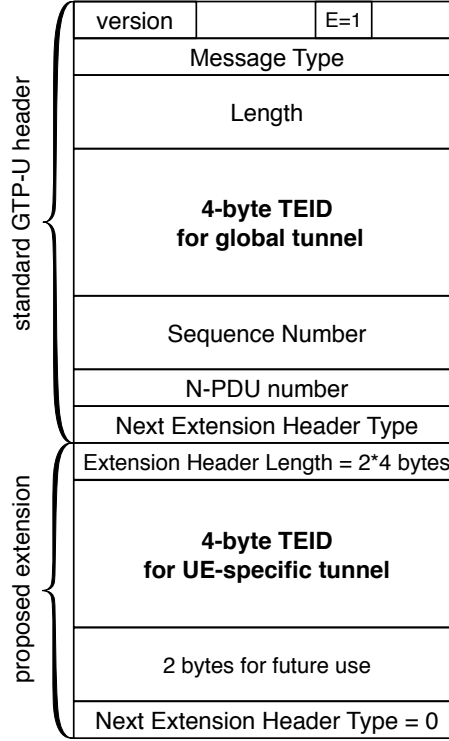 standard GTP-U header
version
E=1
Message Type
Length
4-byte TEID
for global tunnel
Sequence Number
N-PDU number
Next Extension Header Type
proposed extension
Extension Header Length = 2*4 bytes
4-byte TEID
for UE-specific tunnel
2 bytes for future use
Next Extension Header Type = 0